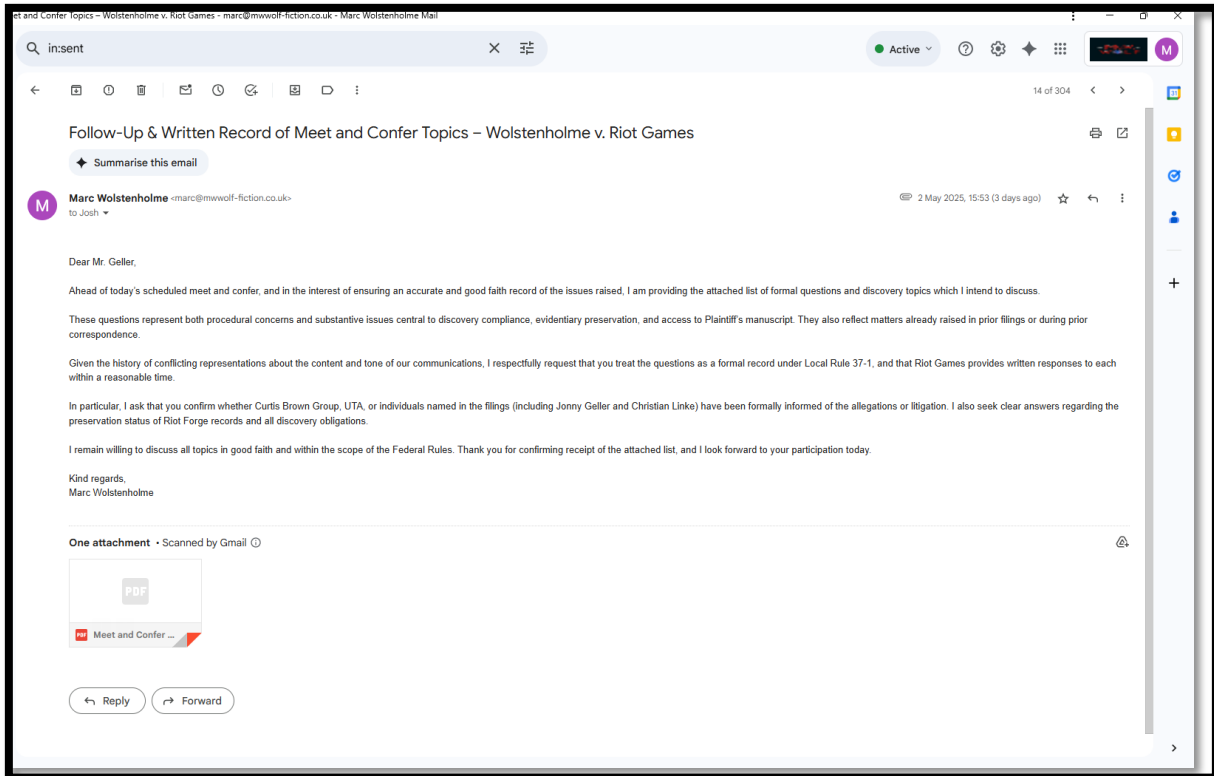 et and Confer Topics – Wolstenholme v. Riot Games - marc@mwwolf-fiction.co.uk - Marc Wolstenholme Mail
in:sent
Active
M
14 of 304
31
Follow-Up & Written Record of Meet and Confer Topics – Wolstenholme v. Riot Games
Summarise this email
M
Marc Wolstenholme <marc@mwwolf-fiction.co.uk>
2 May 2025, 15:53 (3 days ago)
to Josh
Dear Mr. Geller,
Ahead of today's scheduled meet and confer, and in the interest of ensuring an accurate and good faith record of the issues raised, I am providing the attached list of formal questions and discovery topics which I intend to discuss.
These questions represent both procedural concerns and substantive issues central to discovery compliance, evidentiary preservation, and access to Plaintiff's manuscript. They also reflect matters already raised in prior filings or during prior
correspondence.
Given the history of conflicting representations about the content and tone of our communications, I respectfully request that you treat the questions as a formal record under Local Rule 37-1, and that Riot Games provides written responses to each
within a reasonable time.
In particular, I ask that you confirm whether Curtis Brown Group, UTA, or individuals named in the filings (including Jonny Geller and Christian Linke) have been formally informed of the allegations or litigation. I also seek clear answers regarding the
preservation status of Riot Forge records and all discovery obligations.
I remain willing to discuss all topics in good faith and within the scope of the Federal Rules. Thank you for confirming receipt of the attached list, and I look forward to your participation today.
Kind regards,
Marc Wolstenholme
One attachment • Scanned by Gmail
PDF
PDF Meet and Confer ...
Reply
Forward